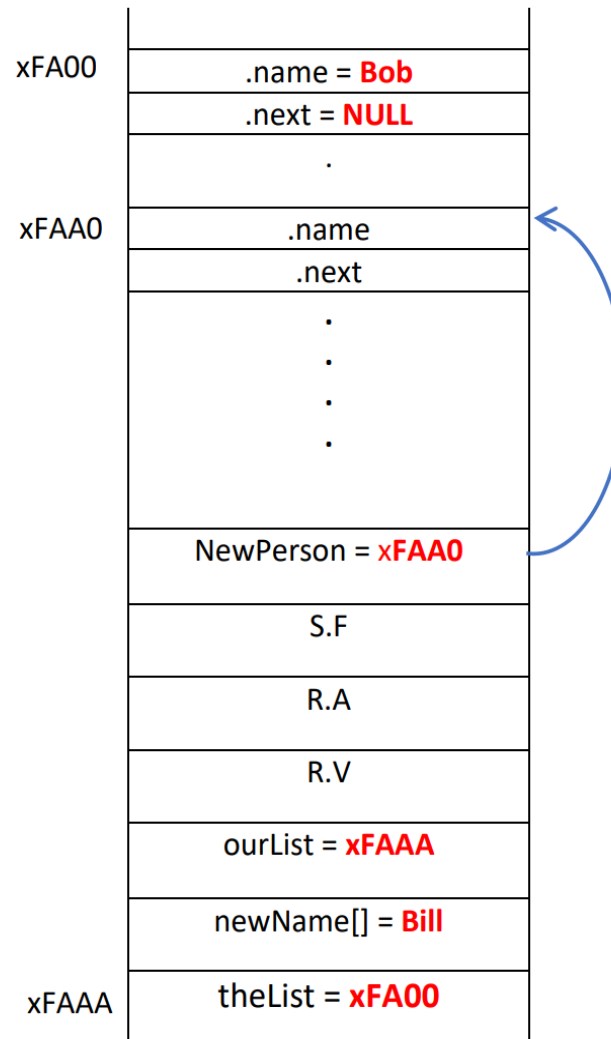 xFA00 .name = Bob
.next = NULL
.
xFAA0 .name
.next
.
.
.
.
NewPerson = xFAA0
S.F
R.A
R.V
ourList = xFAAA
newName[] = Bill
xFAAA theList = xFA00